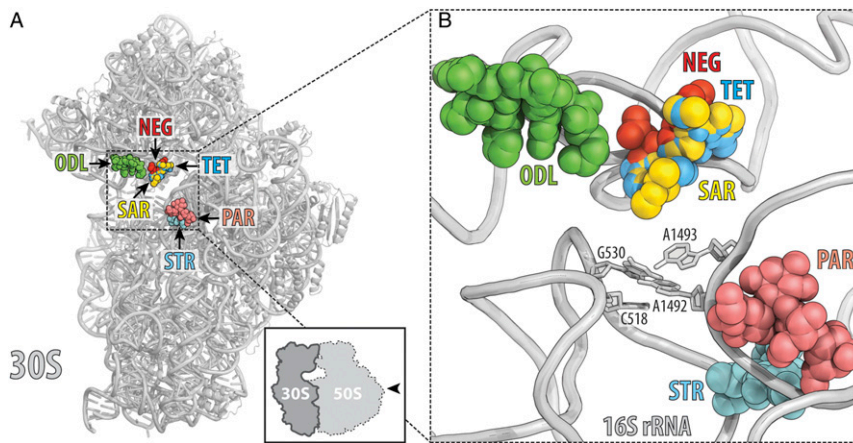 A
NEG
ODL
TET
SAR
PAR
STR
30S
30S
50S
B
NEG
TET
ODL
SAR
A1493
G530
PAR
A1492
C518
STR
16S rRNA